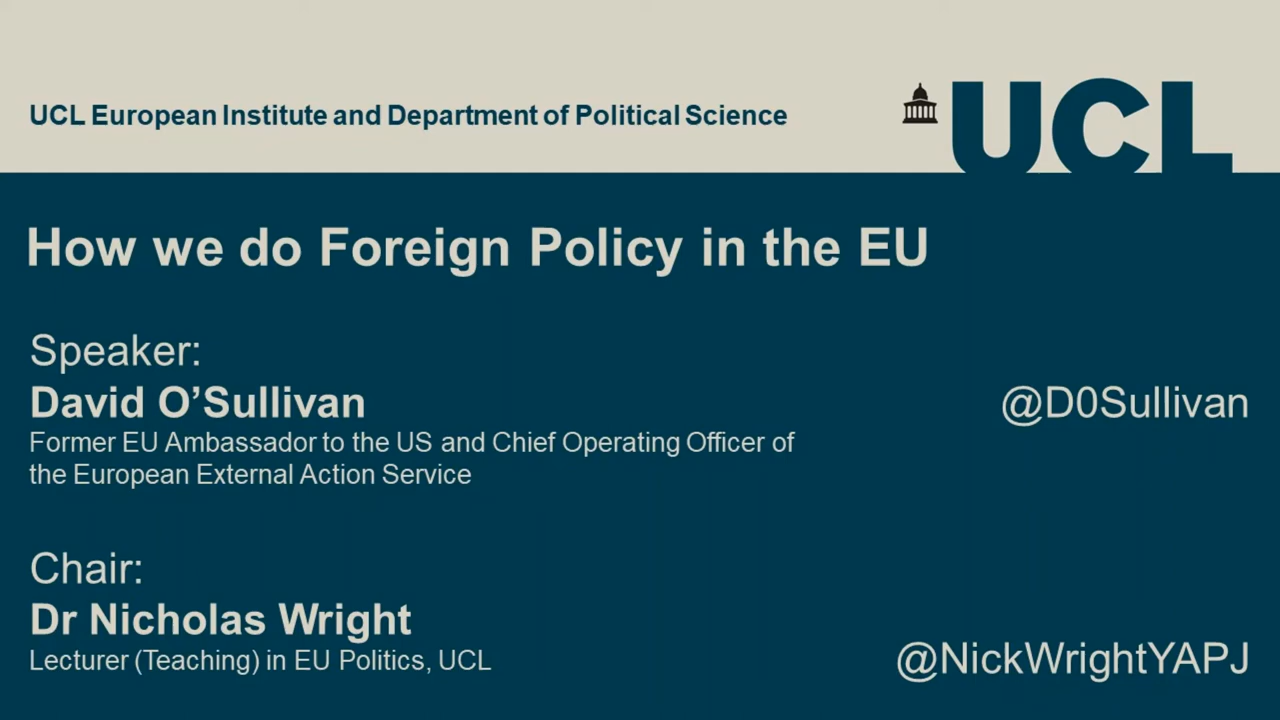 UCL European Institute and Department of Political Science
UCL
How we do Foreign Policy in the EU
Speaker:
David O’Sullivan
@D0Sullivan
Former EU Ambassador to the US and Chief Operating Officer of
the European External Action Service
Chair:
Dr Nicholas Wright
Lecturer (Teaching) in EU Politics, UCL
@NickWrightYAPJ